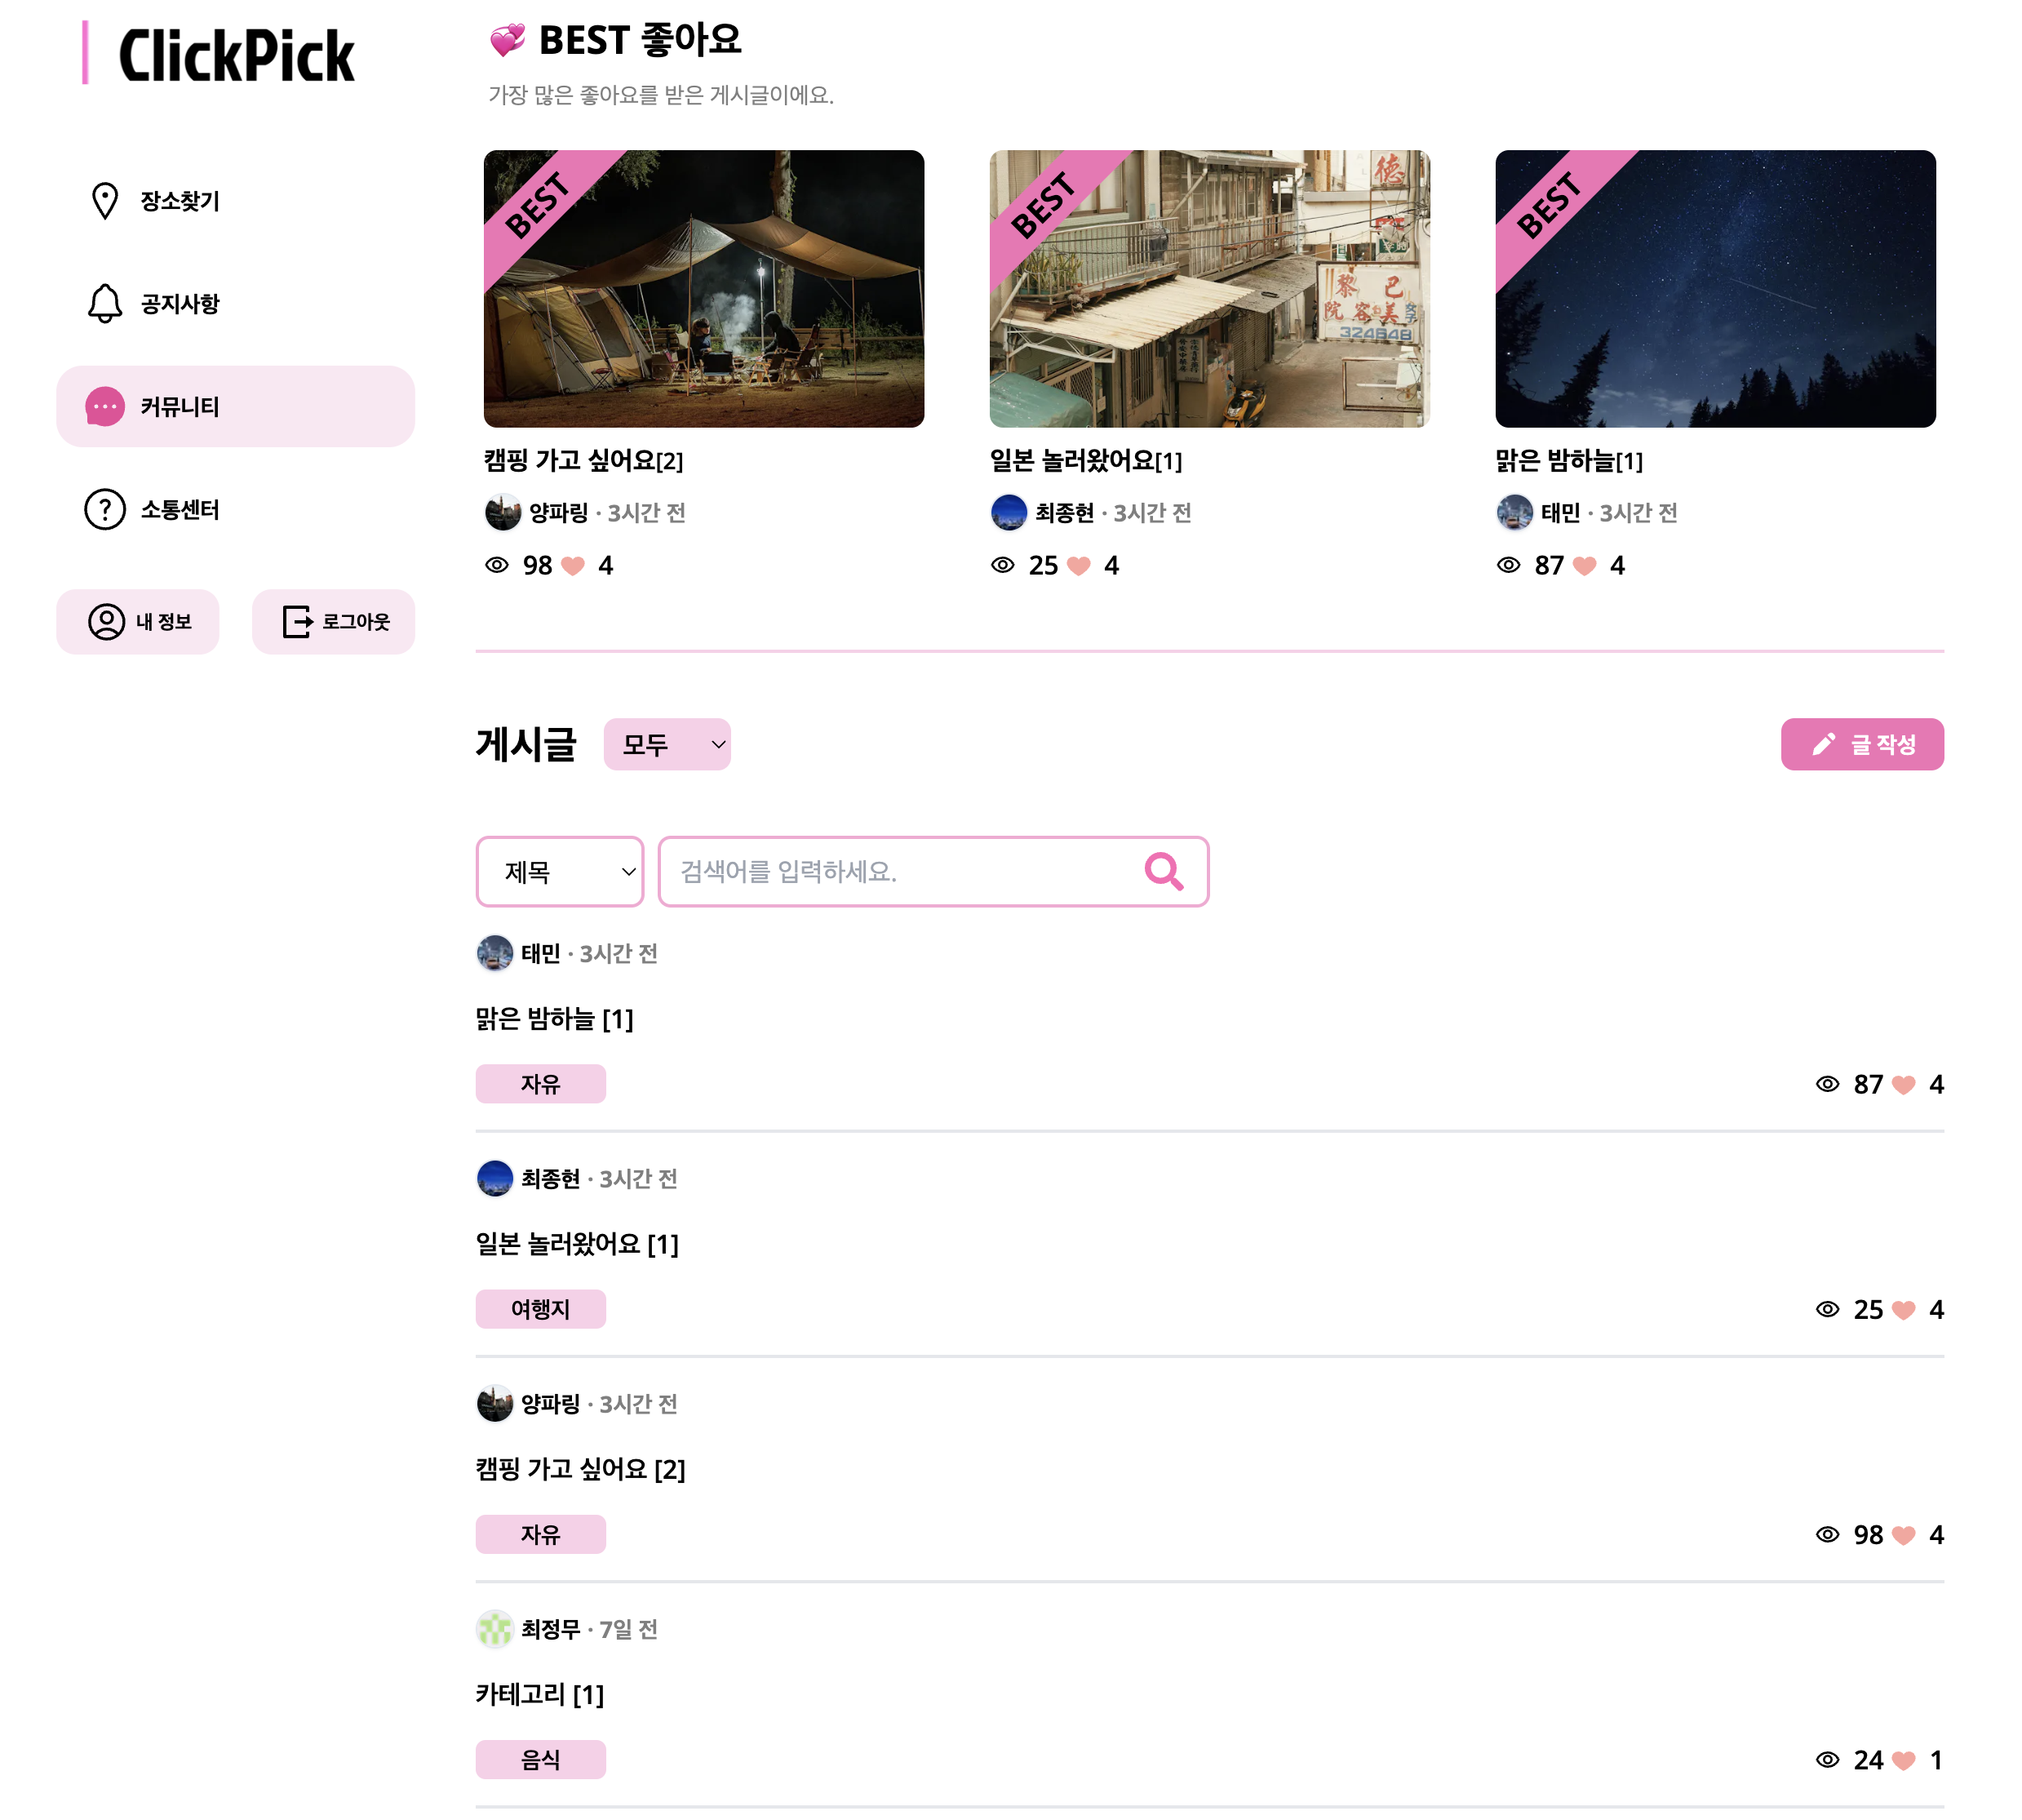 ClickPick
장소찾기
공지사항
커뮤니티
소통센터
내 정보
로그아웃
BEST 좋아요
가장 많은 좋아요를 받은 게시글이에요.
BEST
캠핑 가고 싶어요[2]
양파링 · 3시간 전
98 4
BEST
德
黎 巴
院容美
324848
일본 놀러왔어요[1]
최종현 · 3시간 전
25 4
BEST
맑은 밤하늘[1]
태민 · 3시간 전
87 4
게시글
모두
글 작성
제목
검색어를 입력하세요.
태민 · 3시간 전
맑은 밤하늘 [1]
자유
87 4
최종현 · 3시간 전
일본 놀러왔어요 [1]
여행지
25 4
양파링 · 3시간 전
캠핑 가고 싶어요 [2]
자유
98 4
최정무 · 7일 전
카테고리 [1]
음식
24 1